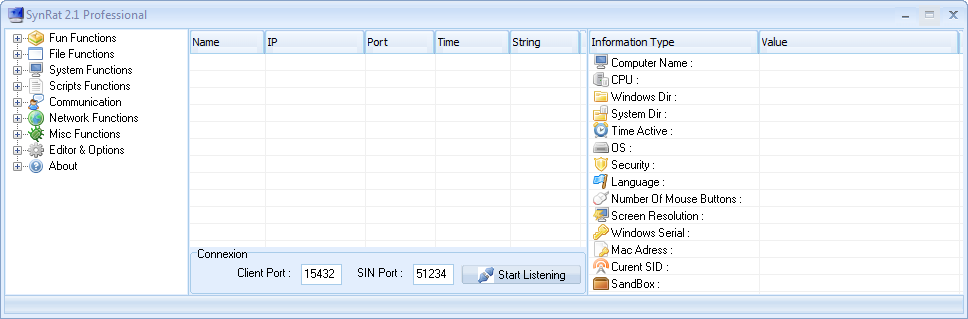 SynRat 2.1 Professional
Fun Functions
File Functions
System Functions
Scripts Functions
Communication
Network Functions
Misc Functions
Editor & Options
About
Name IP Port Time String
Connexion
Client Port : 15432 SIN Port : 51234 Start Listening
Information Type Value
Computer Name :
CPU :
Windows Dir :
System Dir :
Time Active :
OS :
Security :
Language :
Number Of Mouse Buttons :
Screen Resolution :
Windows Serial :
Mac Adress :
Curent SID :
SandBox :